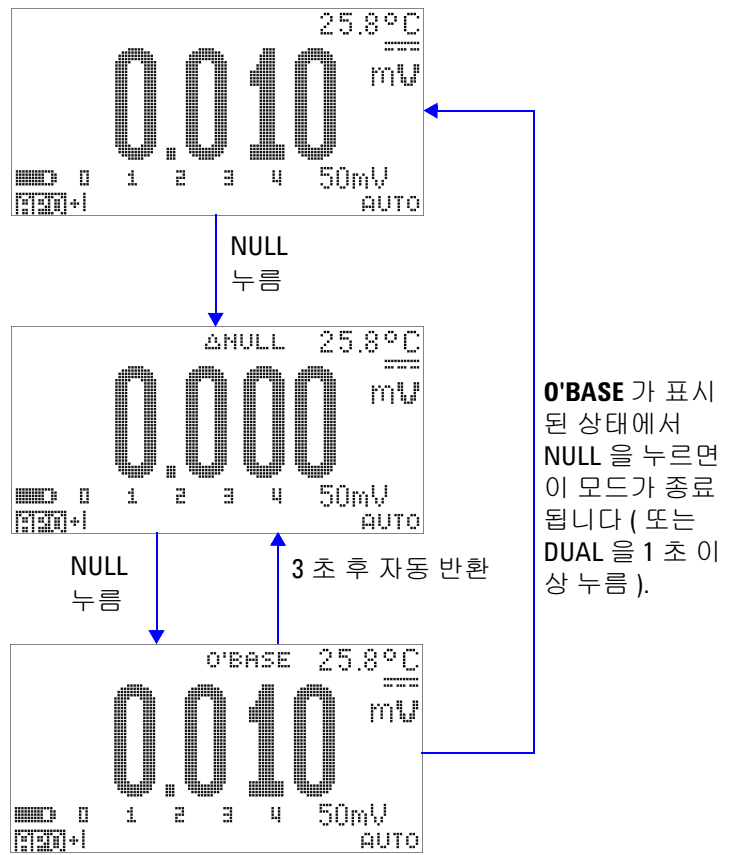 25.8°C
0.010 mV
0 1 2 3 4 50mV
AUTO
NULL
누름
ΔNULL 25.8°C
0.000 mV
0 1 2 3 4 50mV
AUTO
NULL
누름
3 초 후 자동 반환
O'BASE 가 표시
된 상태에서
NULL 을 누르면
이 모드가 종료
됩니다 ( 또는
DUAL 을 1 초 이
상 누름 ).
O'BASE 25.8°C
0.010 mV
0 1 2 3 4 50mV
AUTO